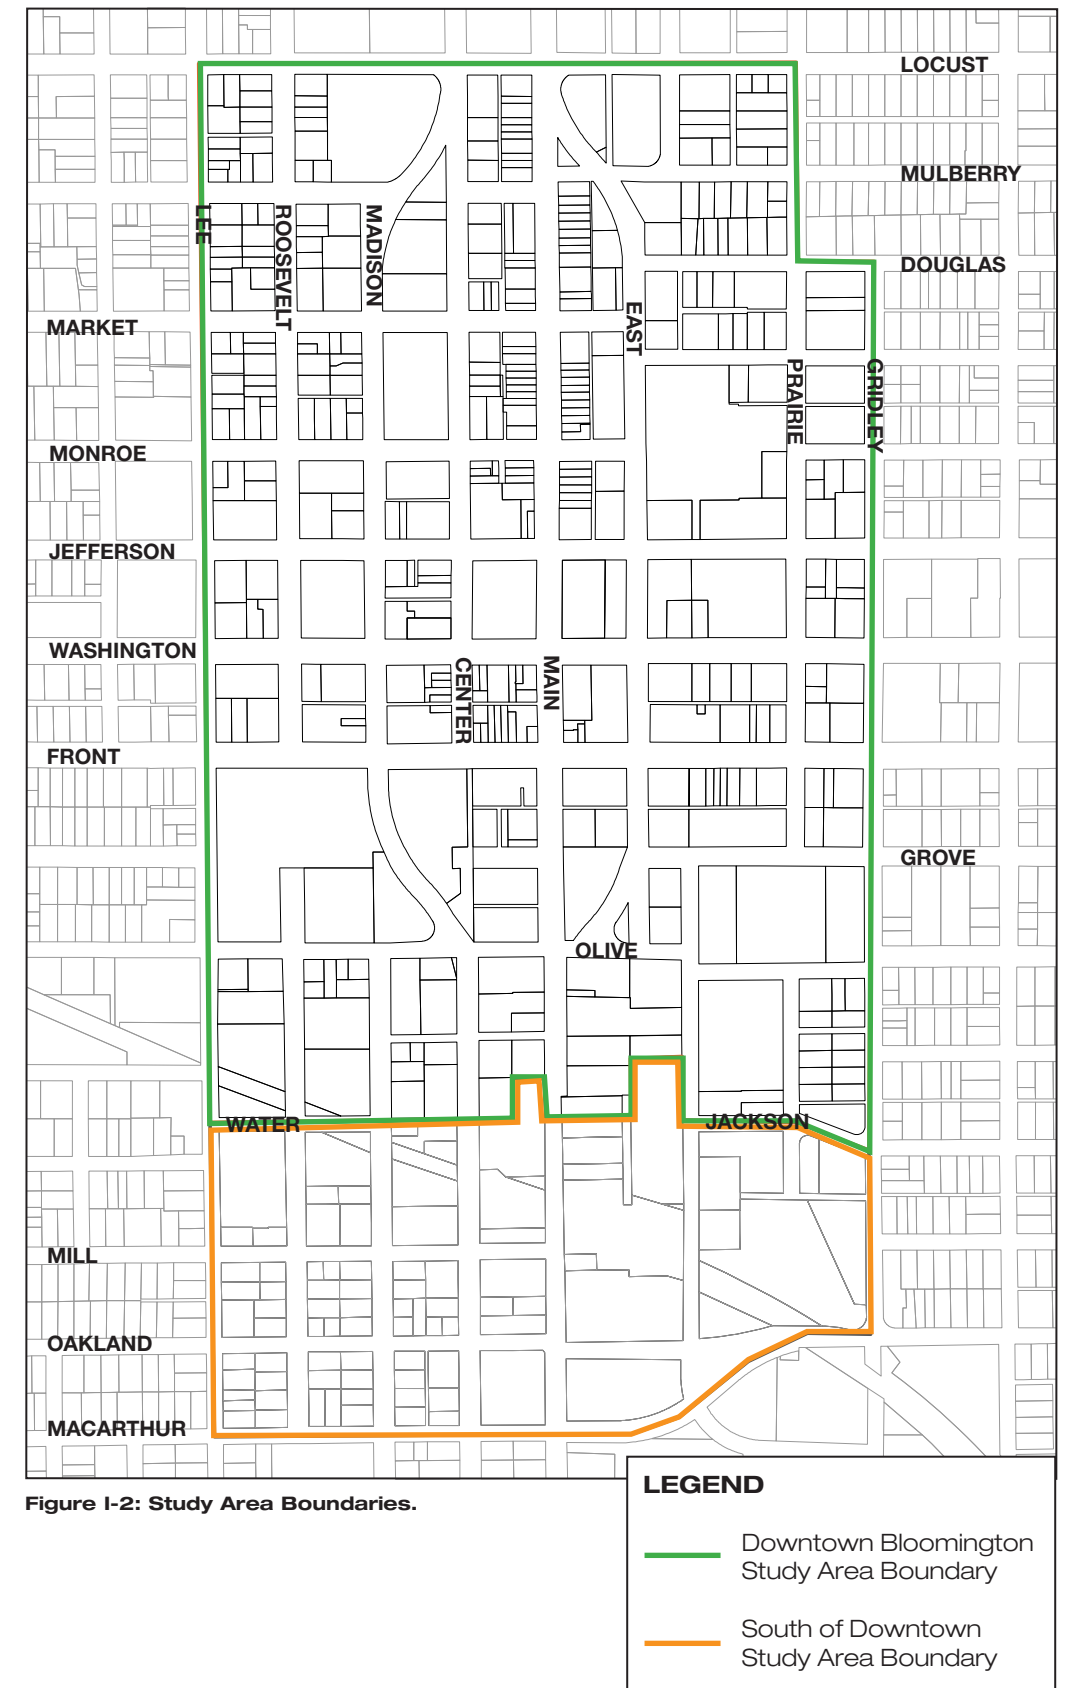 LOCUST
MULBERRY
LEE
ROOSEVELT
MADISON
DOUGLAS
EAST
MARKET
PRAIRIE
GRIDLEY
MONROE
JEFFERSON
WASHINGTON
CENTER
MAIN
FRONT
GROVE
OLIVE
WATER
JACKSON
MILL
OAKLAND
MACARTHUR
Figure I-2: Study Area Boundaries.
LEGEND
Downtown Bloomington
Study Area Boundary
South of Downtown
Study Area Boundary